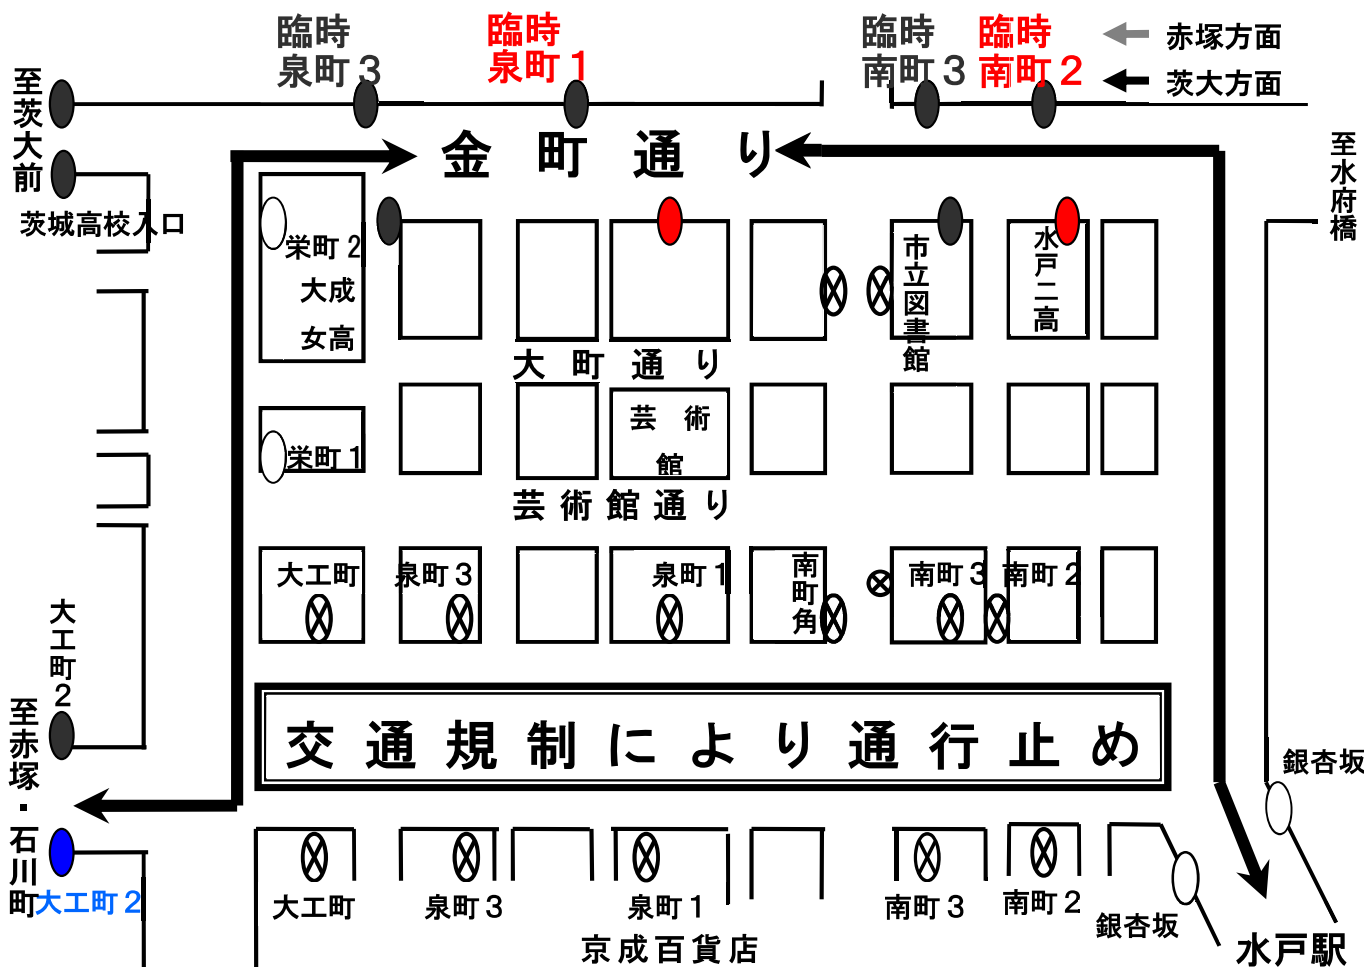 臨時
泉町３
臨時
泉町１
臨時
南町３
臨時
南町２
赤塚方面
茨大方面
至茨大前
金町通り
至水府橋
茨城高校入口
栄町２
大成
女高
市立図書館
水戸二高
大町通り
芸術
館
栄町１
芸術館通り
大工町
泉町３
泉町１
南町角
南町３
南町２
大工町２
至赤塚・石川町
交通規制により通行止め
銀杏坂
大工町２
大工町
泉町３
泉町１
南町３
南町２
銀杏坂
京成百貨店
水戸駅